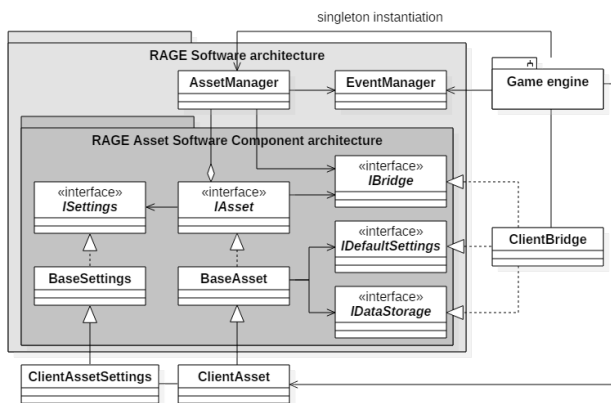 singleton instantiation
RAGE Software architecture
AssetManager
EventManager
Game engine
RAGE Asset Software Component architecture
«interface»
ISettings
«interface»
IAsset
«interface»
IBridge
«interface»
IDefaultSettings
ClientBridge
BaseSettings
BaseAsset
«interface»
IDataStorage
ClientAssetSettings
ClientAsset